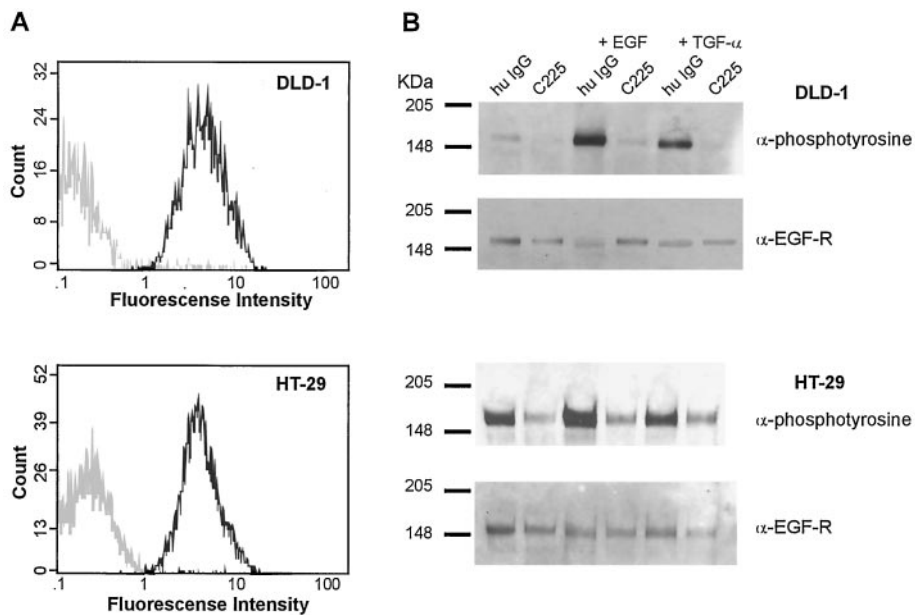 A
32
24
16
8
0
Count
DLD-1
.1 1 10 100
Fluorescense Intensity
52
39
26
13
0
Count
HT-29
.1 1 10 100
Fluorescense Intensity
B
+ EGF + TGF-α
KDa hu IgG C225 hu IgG C225 hu IgG C225
DLD-1
205
148
α-phosphotyrosine
205
148
α-EGF-R
HT-29
205
148
α-phosphotyrosine
205
148
α-EGF-R